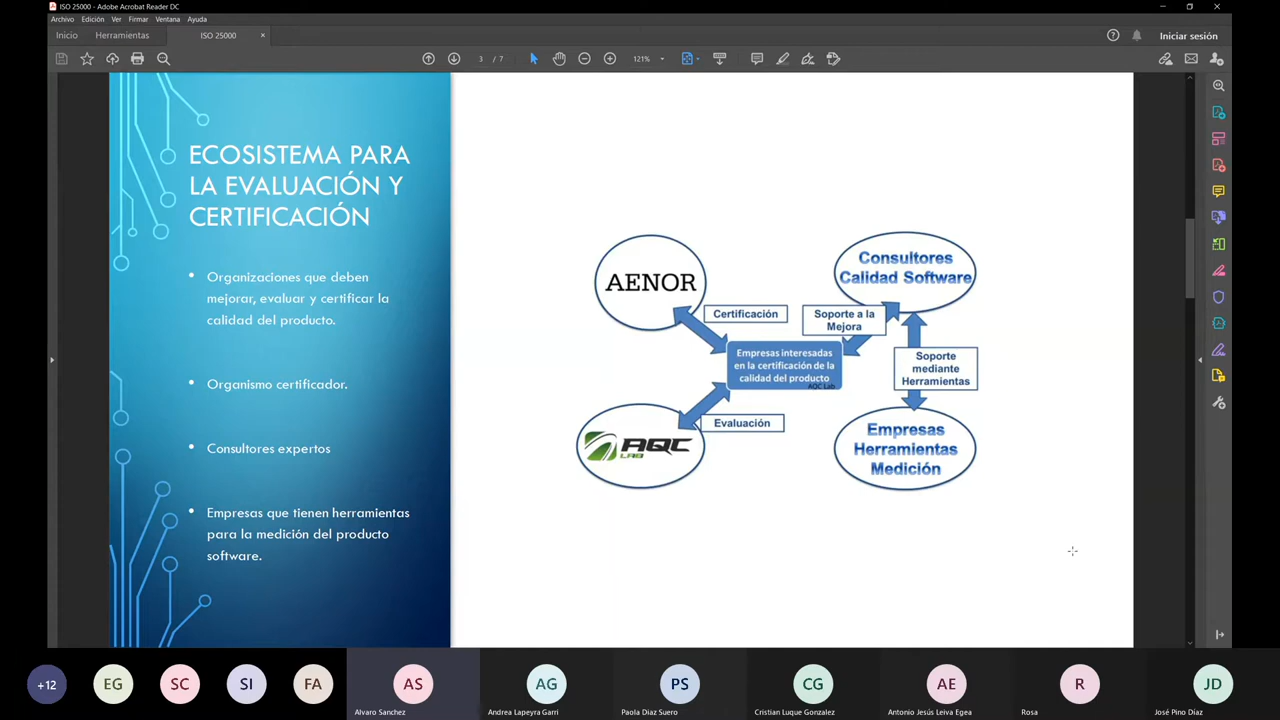 ISO 25000 - Adobe Acrobat Reader DC
Archivo Edición Ver Firmar Ventana Ayuda
Inicio Herramientas ISO 25000 ×
Iniciar sesión
3 / 7
121%
ECOSISTEMA PARA
LA EVALUACIÓN Y
CERTIFICACIÓN
• Organizaciones que deben
mejorar, evaluar y certificar la
calidad del producto.
• Organismo certificador.
• Consultores expertos
• Empresas que tienen herramientas
para la medición del producto
software.
AENOR
Consultores
Calidad Software
Certificación
Soporte a la
Mejora
Empresas interesadas
en la certificación de la
calidad del producto
AQC Lab
Soporte
mediante
Herramientas
Evaluación
AQC
LAB
Empresas
Herramientas
Medición
+12
EG
SC
SI
FA
AS
Alvaro Sanchez
AG
Andrea Lapeyra Garri
PS
Paola Diaz Suero
CG
Cristian Luque Gonzalez
AE
Antonio Jesús Leiva Egea
R
Rosa
JD
José Pino Díaz